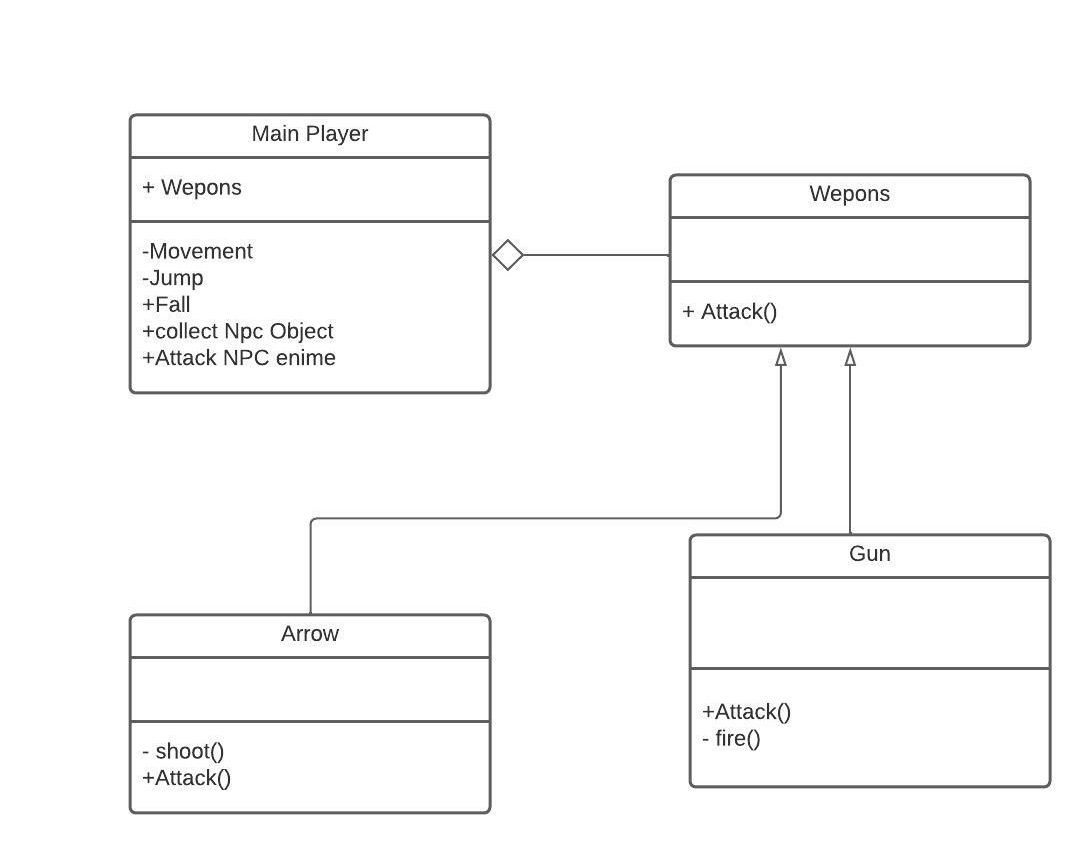 Main Player
+ Wepons
-Movement
-Jump
+Fall
+collect Npc Object
+Attack NPC enime
Wepons
+ Attack()
Arrow
- shoot()
+Attack()
Gun
+Attack()
- fire()